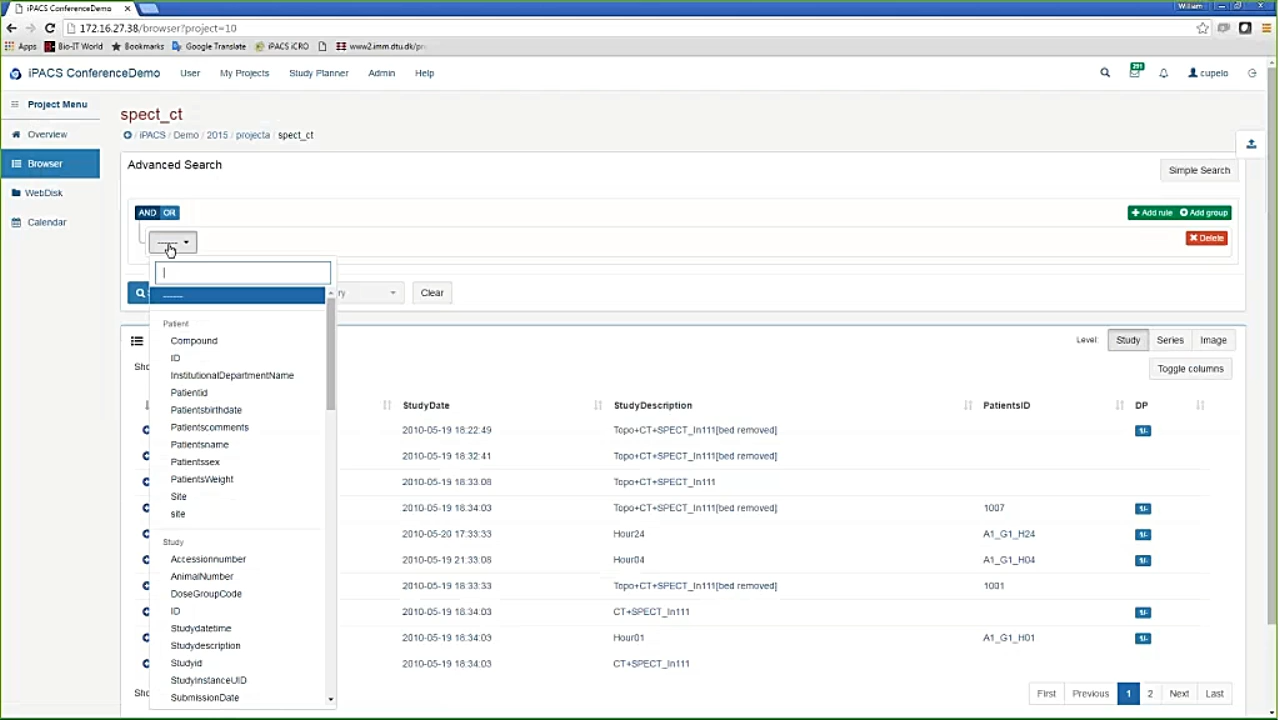 iPACS ConferenceDemo
William
172.16.27.38/browser?project=10
Apps Bio-IT World Bookmarks Google Translate iPACS iCRO www2.imm.dtu.dk/pr
iPACS ConferenceDemo User My Projects Study Planner Admin Help 291 cupelo
Project Menu
Overview
Browser
WebDisk
Calendar
spect_ct
iPACS / Demo / 2015 / projecta / spect_ct
Advanced Search
Simple Search
AND OR
Add rule Add group
-------
Delete
ry
Clear
-------
Patient
Compound
ID
InstitutionalDepartmentName
Patientid
Patientsbirthdate
Patientscomments
Patientsname
Patientssex
PatientsWeight
Site
site
Study
Accessionnumber
AnimalNumber
DoseGroupCode
ID
Studydatetime
Studydescription
Studyid
StudyInstanceUID
SubmissionDate
Level: Study Series Image
Sho
Toggle columns
StudyDate StudyDescription PatientsID DP
2010-05-19 18:22:49 Topo+CT+SPECT_In111[bed removed]
2010-05-19 18:32:41 Topo+CT+SPECT_In111[bed removed]
2010-05-19 18:33:08 Topo+CT+SPECT_In111
2010-05-19 18:34:03 Topo+CT+SPECT_In111[bed removed] 1007
2010-05-20 17:33:33 Hour24 A1_G1_H24
2010-05-19 21:33:08 Hour04 A1_G1_H04
2010-05-19 18:33:33 Topo+CT+SPECT_In111[bed removed] 1001
2010-05-19 18:34:03 CT+SPECT_In111
2010-05-19 18:34:03 Hour01 A1_G1_H01
2010-05-19 18:34:03 CT+SPECT_In111
Sho
First Previous 1 2 Next Last